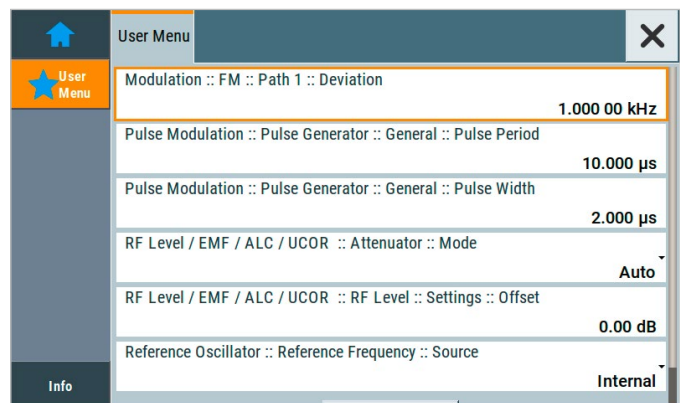 User Menu
User
Menu
Modulation :: FM :: Path 1 :: Deviation
1.000 00 kHz
Pulse Modulation :: Pulse Generator :: General :: Pulse Period
10.000 µs
Pulse Modulation :: Pulse Generator :: General :: Pulse Width
2.000 µs
RF Level / EMF / ALC / UCOR :: Attenuator :: Mode
Auto
RF Level / EMF / ALC / UCOR :: RF Level :: Settings :: Offset
0.00 dB
Reference Oscillator :: Reference Frequency :: Source
Internal
Info